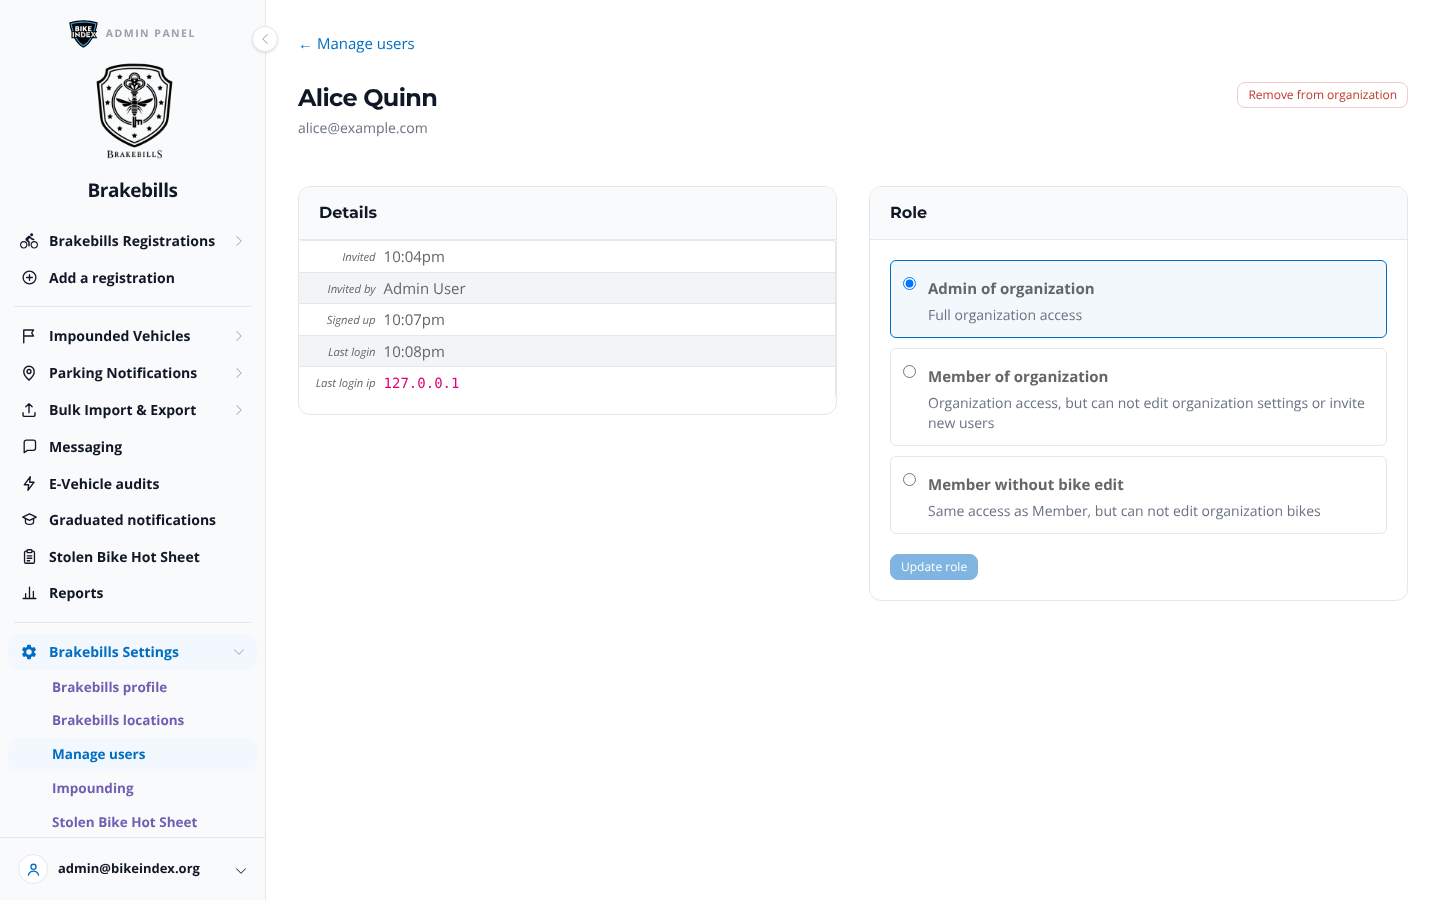 BIKE INDEX
ADMIN PANEL
BRAKEBILLS
Brakebills
Brakebills Registrations
Add a registration
Impounded Vehicles
Parking Notifications
Bulk Import & Export
Messaging
E-Vehicle audits
Graduated notifications
Stolen Bike Hot Sheet
Reports
Brakebills Settings
Brakebills profile
Brakebills locations
Manage users
Impounding
Stolen Bike Hot Sheet
admin@bikeindex.org
← Manage users
Alice Quinn
alice@example.com
Remove from organization
Details
Invited 10:04pm
Invited by Admin User
Signed up 10:07pm
Last login 10:08pm
Last login ip 127.0.0.1
Role
Admin of organization
Full organization access
Member of organization
Organization access, but can not edit organization settings or invite
new users
Member without bike edit
Same access as Member, but can not edit organization bikes
Update role